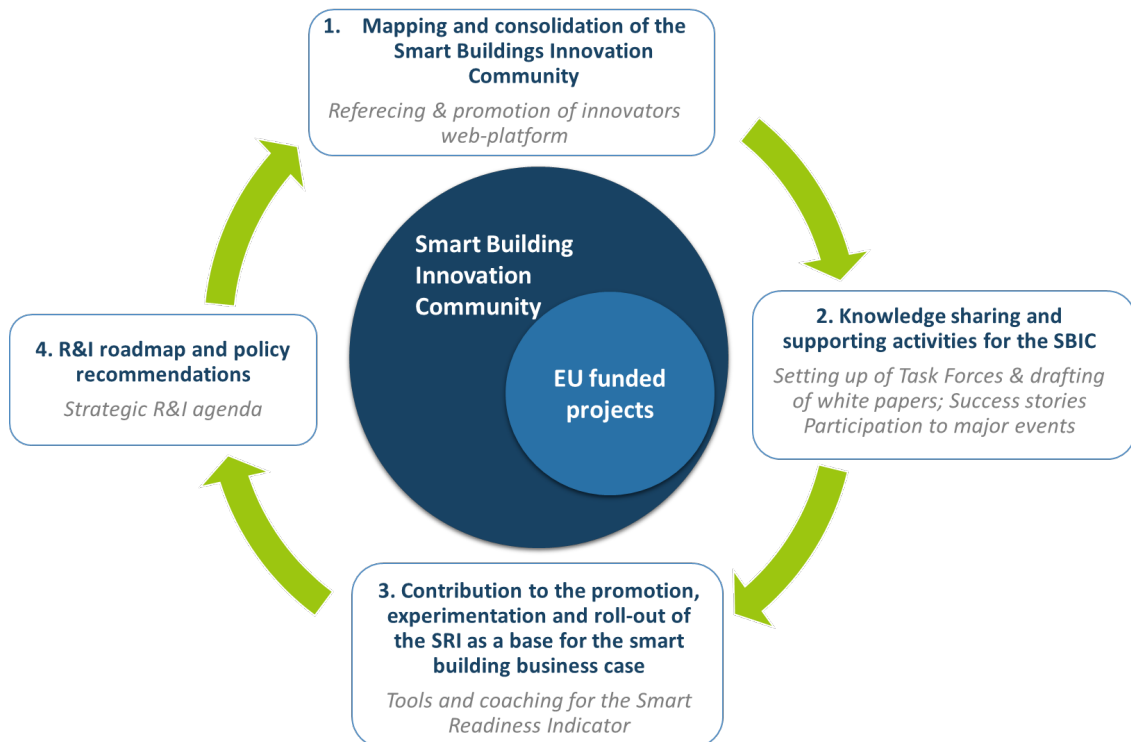 1. Mapping and consolidation of the
Smart Buildings Innovation
Community
Referecing & promotion of innovators
web-platform
Smart Building
Innovation
Community
EU funded
projects
2. Knowledge sharing and
supporting activities for the SBIC
Setting up of Task Forces & drafting
of white papers; Success stories
Participation to major events
3. Contribution to the promotion,
experimentation and roll-out of
the SRI as a base for the smart
building business case
Tools and coaching for the Smart
Readiness Indicator
4. R&I roadmap and policy
recommendations
Strategic R&I agenda